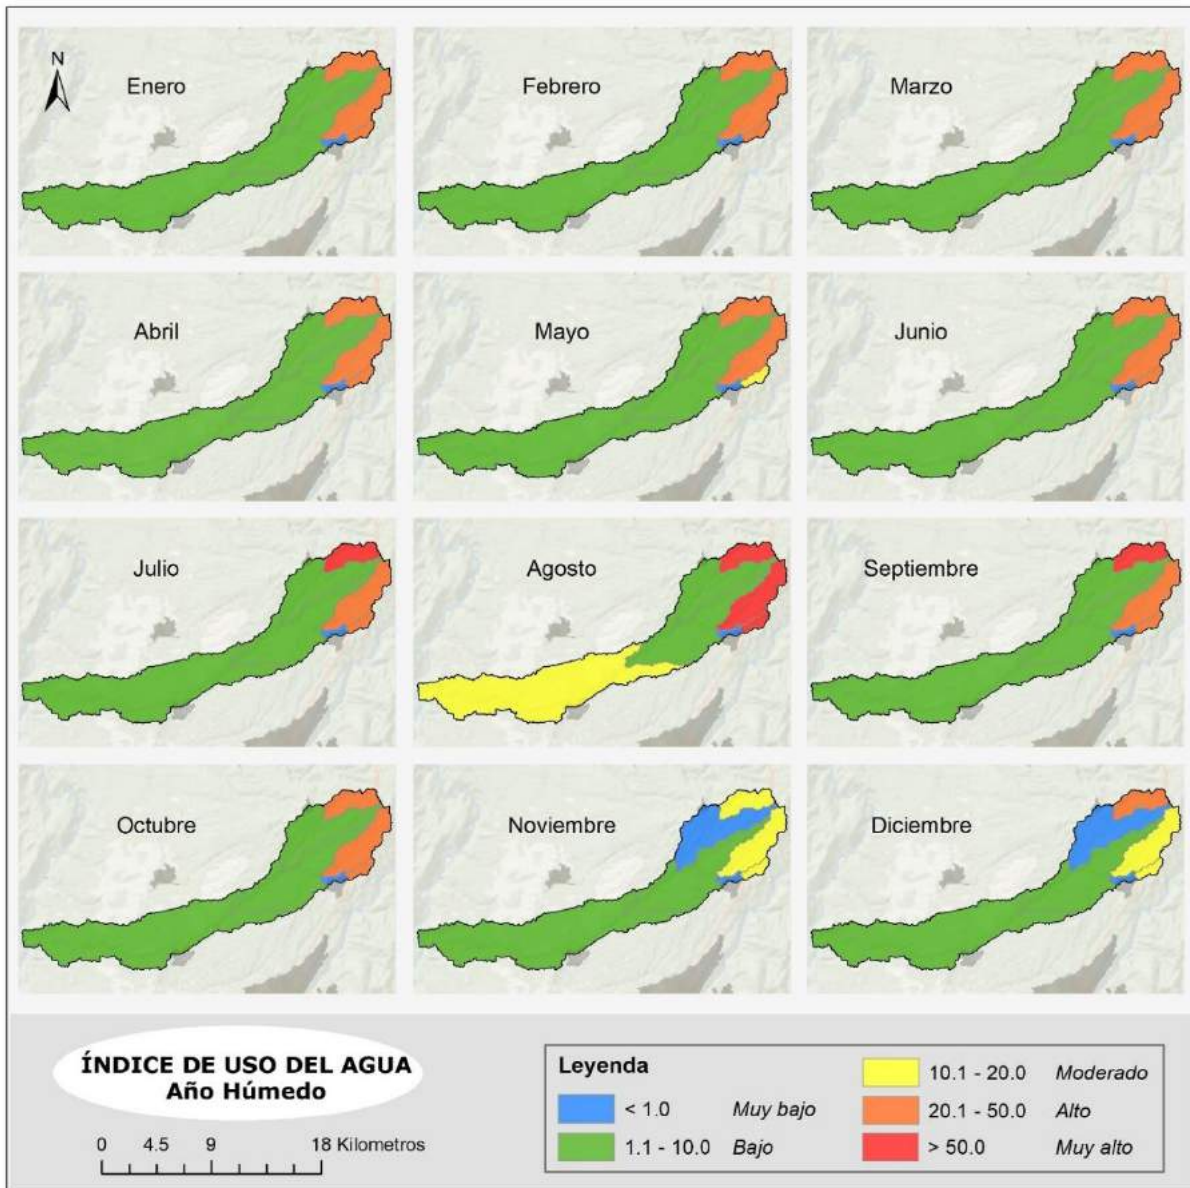 N
Enero
Febrero
Marzo
Abril
Mayo
Junio
Julio
Agosto
Septiembre
Octubre
Noviembre
Diciembre
ÍNDICE DE USO DEL AGUA
Año Húmedo
0 4.5 9 18 Kilometros
Leyenda
< 1.0 Muy bajo
1.1 - 10.0 Bajo
10.1 - 20.0 Moderado
20.1 - 50.0 Alto
> 50.0 Muy alto